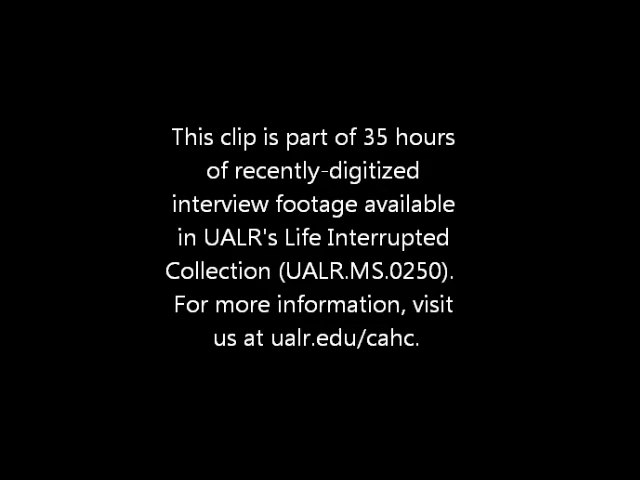 This clip is part of 35 hours
of recently-digitized
interview footage available
in UALR's Life Interrupted
Collection (UALR.MS.0250).
For more information, visit
us at ualr.edu/cahc.